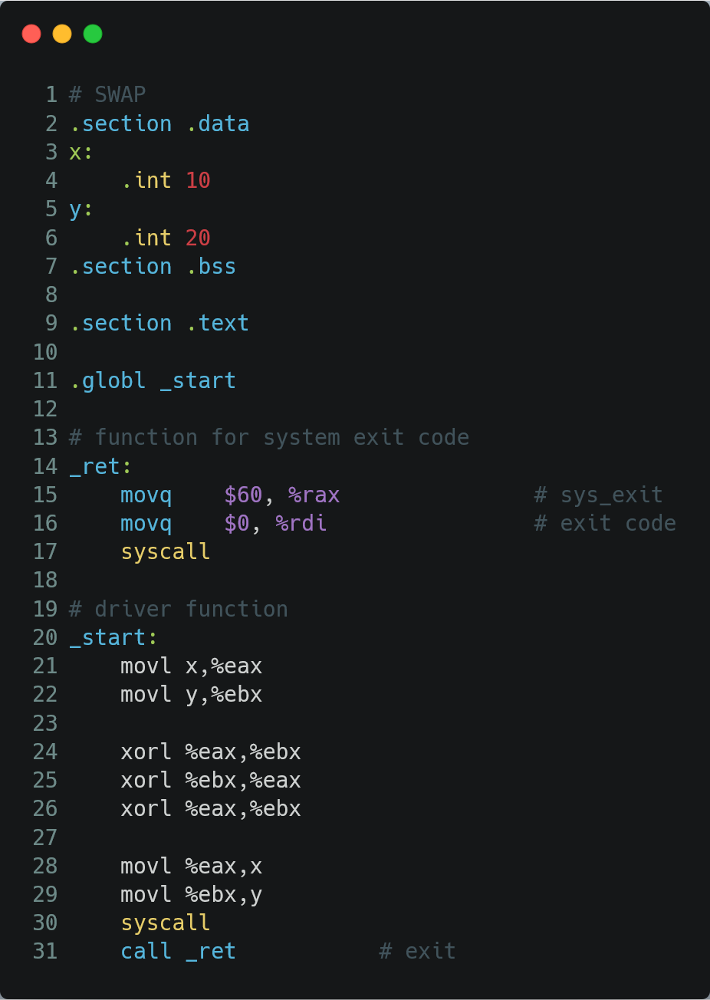 1 # SWAP
2 .section .data
3 x:
4     .int 10
5 y:
6     .int 20
7 .section .bss
8
9 .section .text
10
11 .globl _start
12
13 # function for system exit code
14 _ret:
15     movq    $60, %rax               # sys_exit
16     movq    $0, %rdi                # exit code
17     syscall
18
19 # driver function
20 _start:
21     movl x,%eax
22     movl y,%ebx
23
24     xorl %eax,%ebx
25     xorl %ebx,%eax
26     xorl %eax,%ebx
27
28     movl %eax,x
29     movl %ebx,y
30     syscall
31     call _ret           # exit